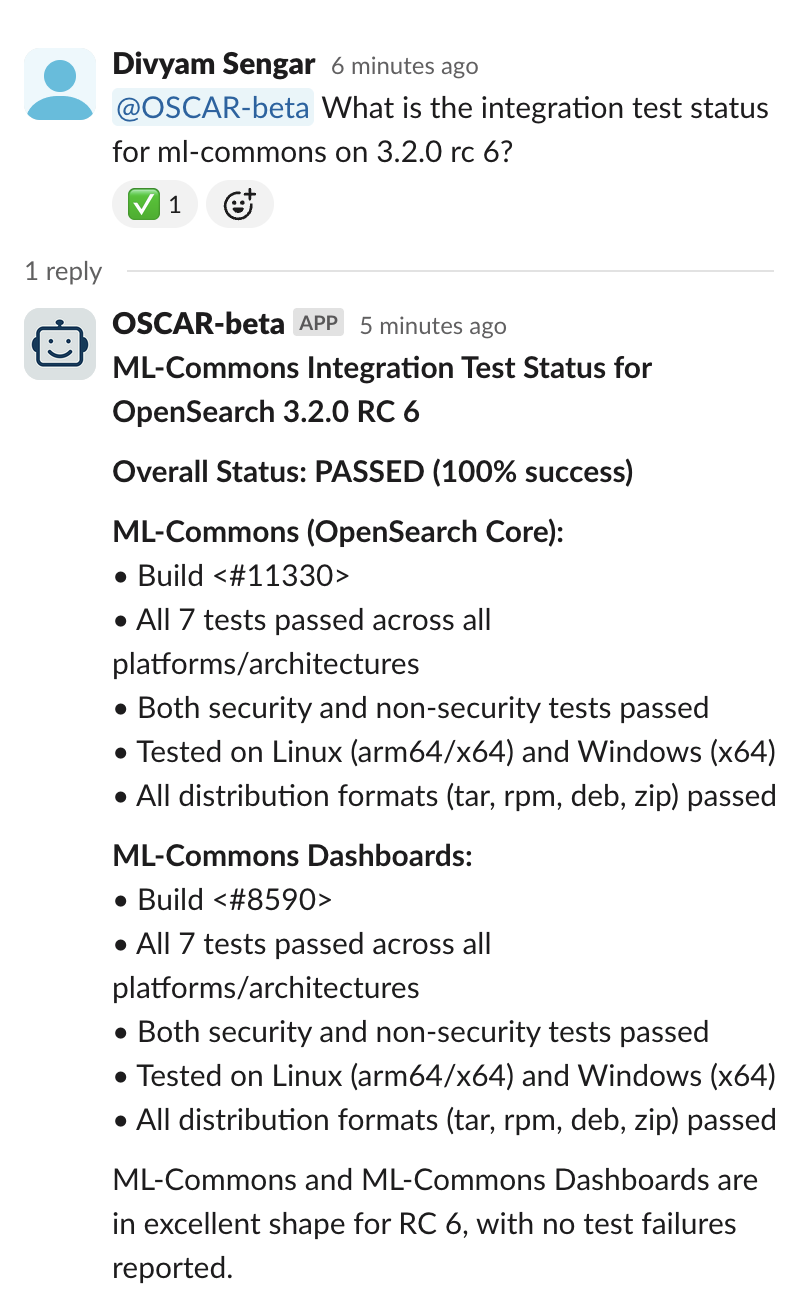 Divyam Sengar 6 minutes ago
@OSCAR-beta What is the integration test status
for ml-commons on 3.2.0 rc 6?
1
1 reply
OSCAR-beta APP 5 minutes ago
ML-Commons Integration Test Status for
OpenSearch 3.2.0 RC 6
Overall Status: PASSED (100% success)
ML-Commons (OpenSearch Core):
• Build <#11330>
• All 7 tests passed across all
platforms/architectures
• Both security and non-security tests passed
• Tested on Linux (arm64/x64) and Windows (x64)
• All distribution formats (tar, rpm, deb, zip) passed
ML-Commons Dashboards:
• Build <#8590>
• All 7 tests passed across all
platforms/architectures
• Both security and non-security tests passed
• Tested on Linux (arm64/x64) and Windows (x64)
• All distribution formats (tar, rpm, deb, zip) passed
ML-Commons and ML-Commons Dashboards are
in excellent shape for RC 6, with no test failures
reported.